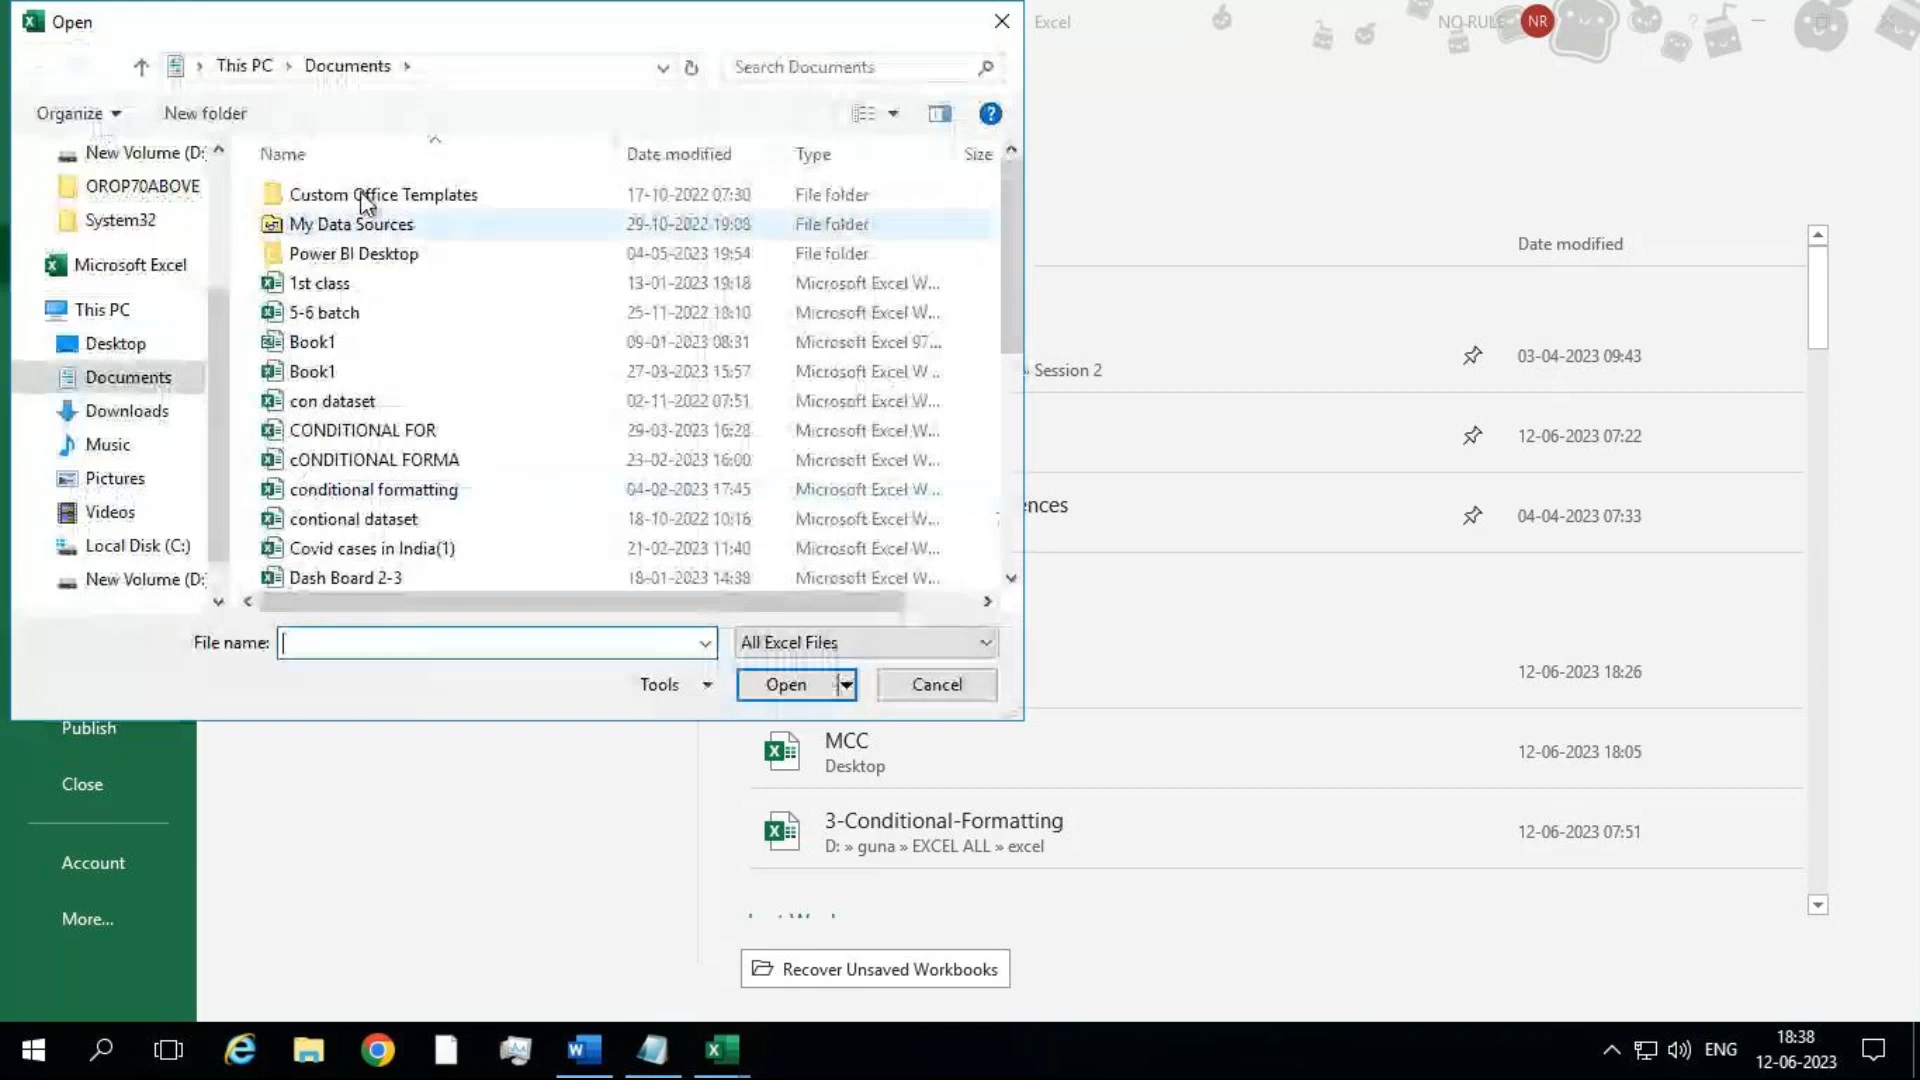 Open
Excel
NO RULE NR
This PC
Documents
Search Documents
Organize
New folder
Name
Date modified
Type
Size
New Volume (D:
OROP70ABOVE
System32
Microsoft Excel
This PC
Desktop
Documents
Downloads
Music
Pictures
Videos
Local Disk (C:)
New Volume (D:
Custom Office Templates 17-10-2022 07:30 File folder
My Data Sources 29-10-2022 19:08 File folder
Power BI Desktop 04-05-2023 19:54 File folder
1st class 13-01-2023 19:18 Microsoft Excel W...
5-6 batch 25-11-2022 18:10 Microsoft Excel W...
Book1 09-01-2023 08:31 Microsoft Excel 97...
Book1 27-03-2023 15:57 Microsoft Excel W...
con dataset 02-11-2022 07:51 Microsoft Excel W...
CONDITIONAL FOR 29-03-2023 16:28 Microsoft Excel W...
cONDITIONAL FORMA 23-02-2023 16:00 Microsoft Excel W...
conditional formatting 04-02-2023 17:45 Microsoft Excel W...
contional dataset 18-10-2022 10:16 Microsoft Excel W...
Covid cases in India(1) 21-02-2023 11:40 Microsoft Excel W...
Dash Board 2-3 18-01-2023 14:38 Microsoft Excel W...
File name:
All Excel Files
Tools
Open
Cancel
Date modified
» Session 2
03-04-2023 09:43
12-06-2023 07:22
ences
04-04-2023 07:33
12-06-2023 18:26
MCC
Desktop
12-06-2023 18:05
3-Conditional-Formatting
D: » guna » EXCEL ALL » excel
12-06-2023 07:51
Recover Unsaved Workbooks
Publish
Close
Account
More...
ENG
18:38
12-06-2023